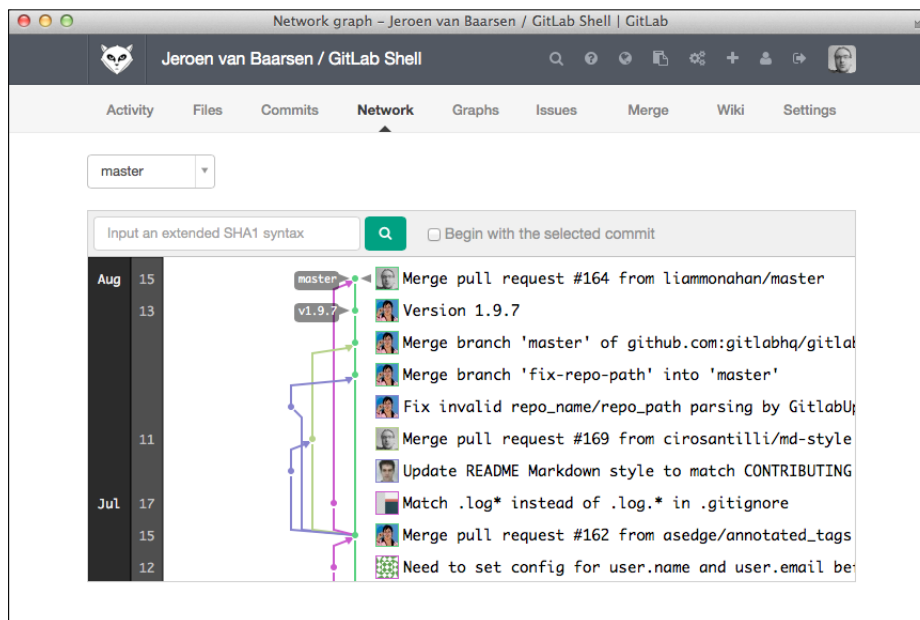 Network graph – Jeroen van Baarsen / GitLab Shell | GitLab
Jeroen van Baarsen / GitLab Shell
Activity Files Commits Network Graphs Issues Merge Wiki Settings
master
Input an extended SHA1 syntax Begin with the selected commit
Aug 15 master Merge pull request #164 from liammonahan/master
13 v1.9.7 Version 1.9.7
Merge branch 'master' of github.com:gitlabhq/gitlab
Merge branch 'fix-repo-path' into 'master'
Fix invalid repo_name/repo_path parsing by GitlabUp
11 Merge pull request #169 from cirosantilli/md-style
Update README Markdown style to match CONTRIBUTING
Jul 17 Match .log* instead of .log.* in .gitignore
15 Merge pull request #162 from asedge/annotated_tags
12 Need to set config for user.name and user.email be